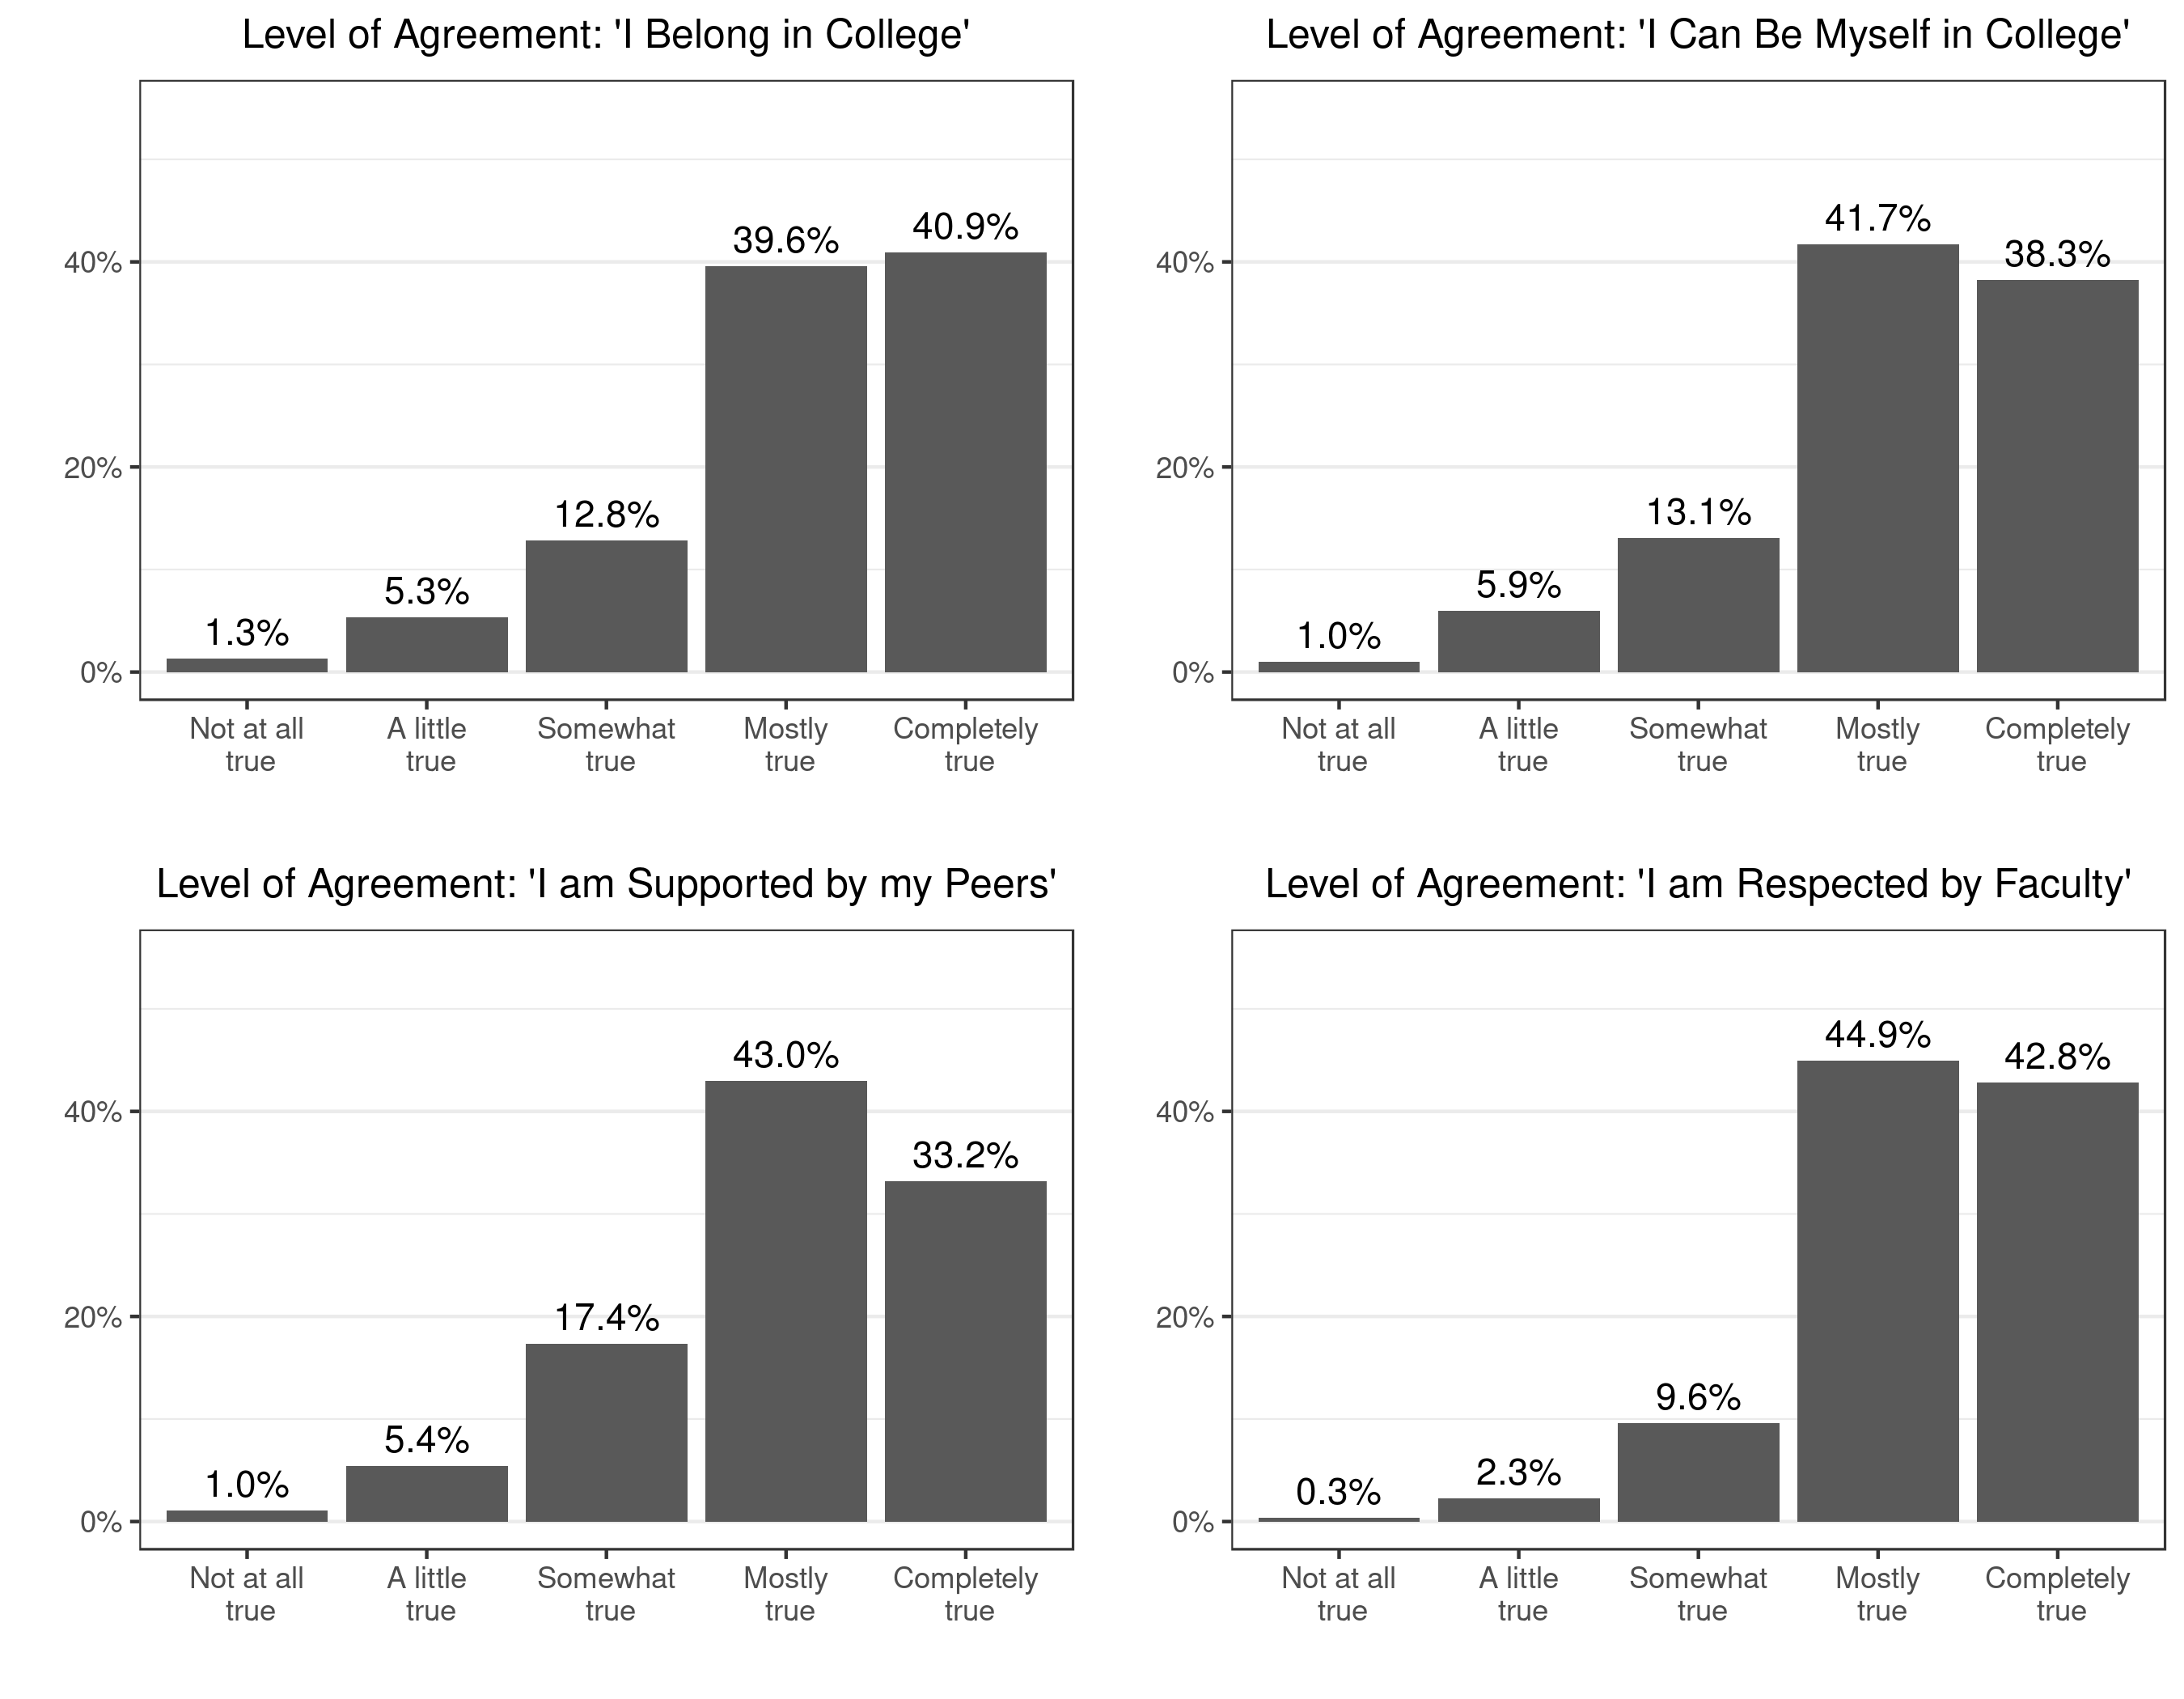 Level of Agreement: 'I Belong in College'
40%
20%
0%
1.3%
5.3%
12.8%
39.6%
40.9%
Not at all
true
A little
true
Somewhat
true
Mostly
true
Completely
true
Level of Agreement: 'I Can Be Myself in College'
40%
20%
0%
1.0%
5.9%
13.1%
41.7%
38.3%
Not at all
true
A little
true
Somewhat
true
Mostly
true
Completely
true
Level of Agreement: 'I am Supported by my Peers'
40%
20%
0%
1.0%
5.4%
17.4%
43.0%
33.2%
Not at all
true
A little
true
Somewhat
true
Mostly
true
Completely
true
Level of Agreement: 'I am Respected by Faculty'
40%
20%
0%
0.3%
2.3%
9.6%
44.9%
42.8%
Not at all
true
A little
true
Somewhat
true
Mostly
true
Completely
true